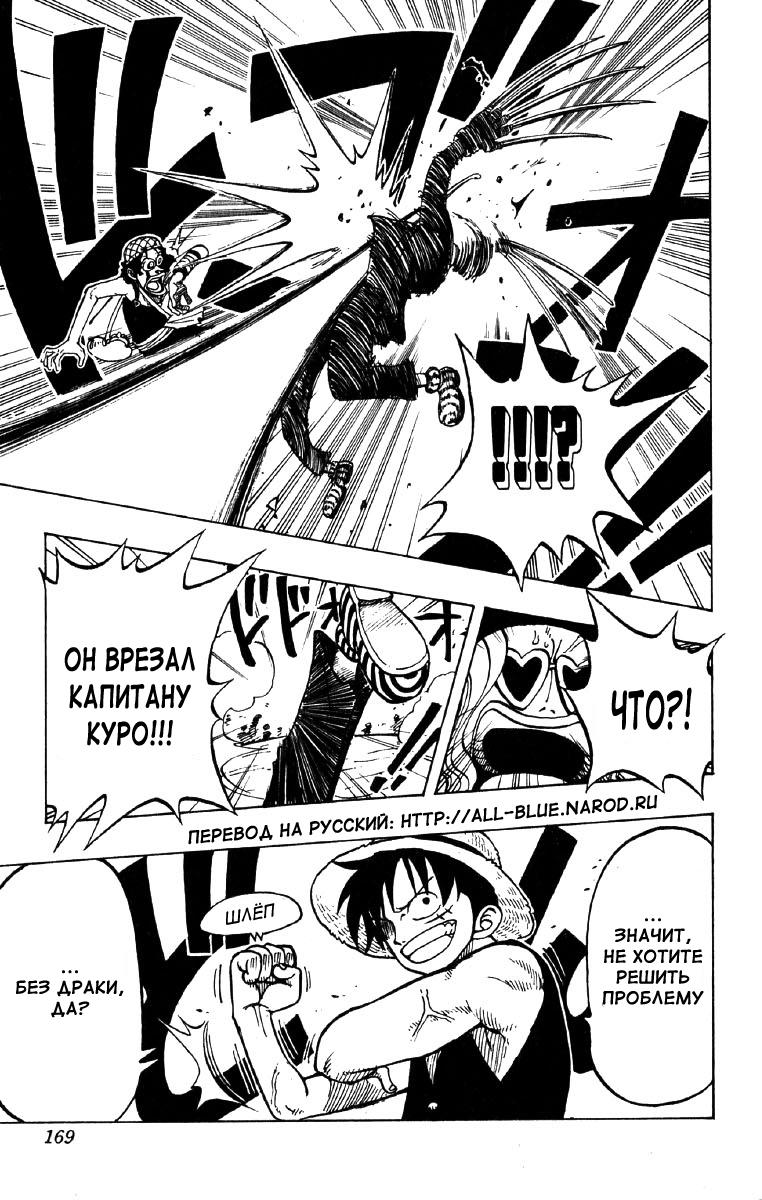 !!!?
ЧТО?!
ОН ВРЕЗАЛ
КАПИТАНУ
КУРО!!!
ПЕРЕВОД НА РУССКИЙ: HTTP://ALL-BLUE.NAROD.RU
...
ЗНАЧИТ,
НЕ ХОТИТЕ
РЕШИТЬ
ПРОБЛЕМУ
ШЛЁП
...
БЕЗ ДРАКИ,
ДА?
169